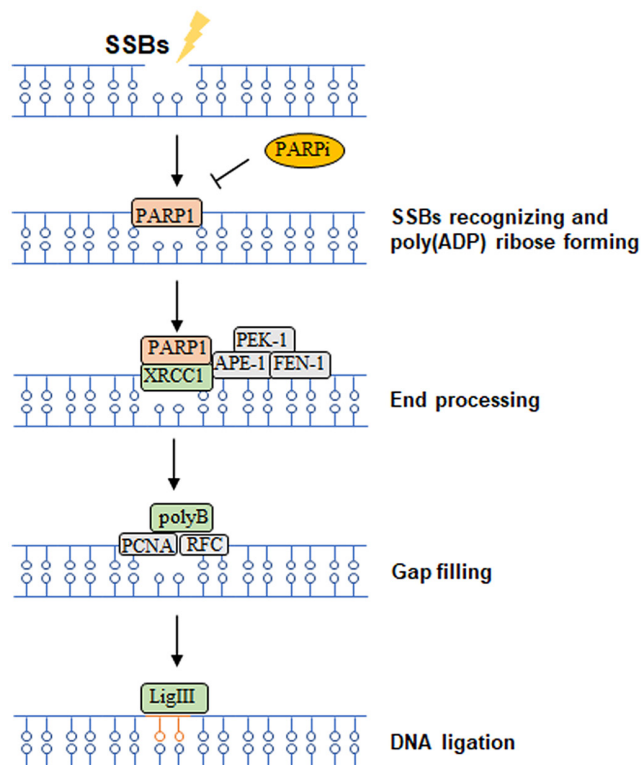 SSBs
PARPi
PARP1
SSBs recognizing and
poly(ADP) ribose forming
PEK-1
PARP1
APE-1
FEN-1
XRCC1
End processing
polyB
PCNA
RFC
Gap filling
LigIII
DNA ligation